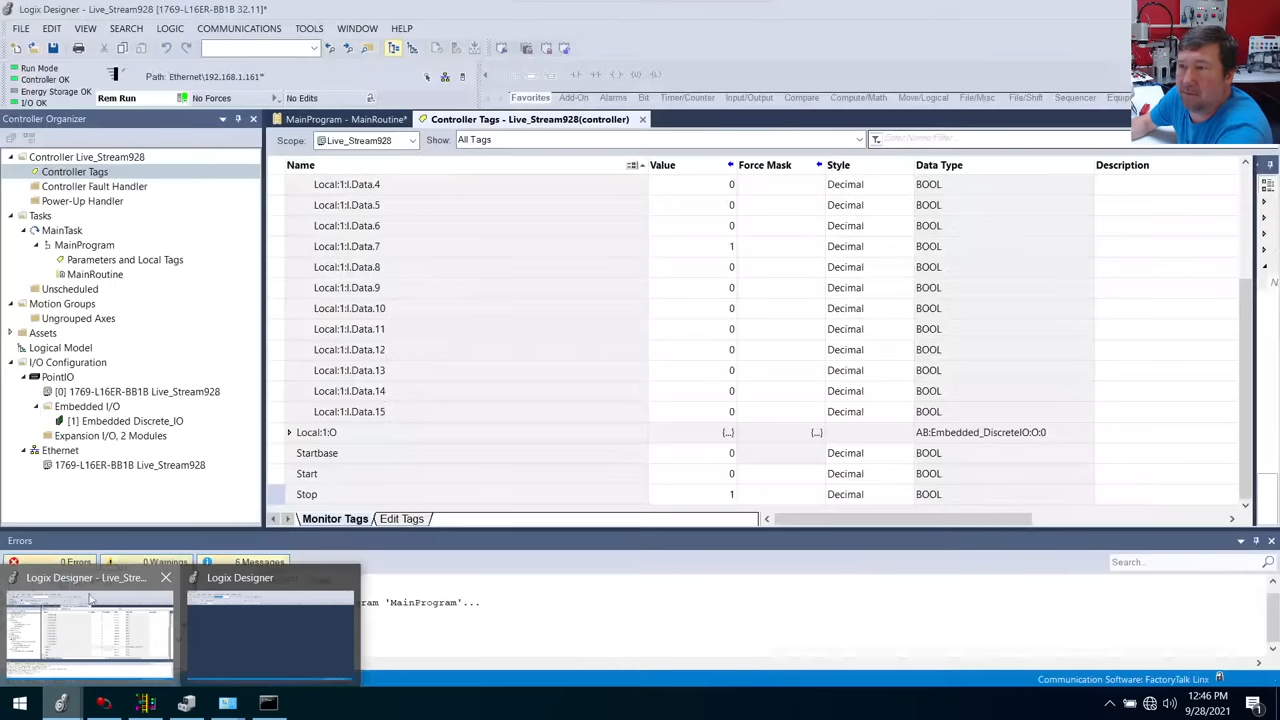 Logix Designer - Live_Stream928 [1769-L16ER-BB1B 32.11]*
FILE EDIT VIEW SEARCH LOGIC COMMUNICATIONS TOOLS WINDOW HELP
Run Mode
Controller OK
Energy Storage OK
I/O OK
Path: Ethernet\192.168.1.161*
Rem Run No Forces No Edits
Favorites Add-On Alarms Bit Timer/Counter Input/Output Compare Compute/Math Move/Logical File/Misc File/Shift Sequencer Equip
Controller Organizer
MainProgram - MainRoutine*
Controller Tags - Live_Stream928(controller)
Scope: Live_Stream928 Show: All Tags Enter Name Filter
Controller Live_Stream928
Controller Tags
Controller Fault Handler
Power-Up Handler
Tasks
MainTask
MainProgram
Parameters and Local Tags
MainRoutine
Unscheduled
Motion Groups
Ungrouped Axes
Assets
Logical Model
I/O Configuration
PointIO
[0] 1769-L16ER-BB1B Live_Stream928
Embedded I/O
[1] Embedded Discrete_IO
Expansion I/O, 2 Modules
Ethernet
1769-L16ER-BB1B Live_Stream928
Name Value Force Mask Style Data Type Description
Local:1:I.Data.4 0 Decimal BOOL
Local:1:I.Data.5 0 Decimal BOOL
Local:1:I.Data.6 0 Decimal BOOL
Local:1:I.Data.7 1 Decimal BOOL
Local:1:I.Data.8 0 Decimal BOOL
Local:1:I.Data.9 0 Decimal BOOL
Local:1:I.Data.10 0 Decimal BOOL
Local:1:I.Data.11 0 Decimal BOOL
Local:1:I.Data.12 0 Decimal BOOL
Local:1:I.Data.13 0 Decimal BOOL
Local:1:I.Data.14 0 Decimal BOOL
Local:1:I.Data.15 0 Decimal BOOL
Local:1:O {...} {...} AB:Embedded_DiscreteIO:O:0
Startbase 0 Decimal BOOL
Start 0 Decimal BOOL
Stop 1 Decimal BOOL
Monitor Tags Edit Tags
Errors
0 Errors 0 Warnings 6 Messages
Search...
Logix Designer - Live_Stre...
Logix Designer
ram 'MainProgram'...
Communication Software: FactoryTalk Linx
12:46 PM
9/28/2021
1